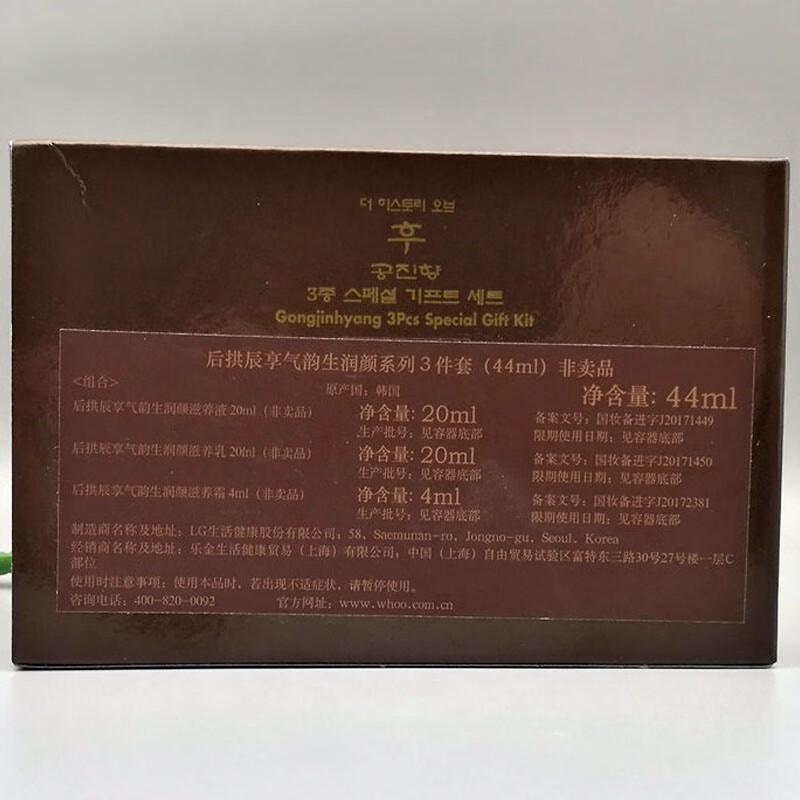 더 히스토리 오브
후
공진향
3종 스페셜 기프트 세트
Gongjinhyang 3Pcs Special Gift Kit
后拱辰享气韵生润颜系列3件套（44ml）非卖品
<组合>
原产国：韩国
净含量: 44ml
后拱辰享气韵生润颜滋养液 20ml（非卖品）
净含量: 20ml
备案文号：国妆备进字J20171449
生产批号：见容器底部
限期使用日期：见容器底部
后拱辰享气韵生润颜滋养乳 20ml（非卖品）
净含量: 20ml
备案文号：国妆备进字J20171450
生产批号：见容器底部
限期使用日期：见容器底部
后拱辰享气韵生润颜滋养霜 4ml（非卖品）
净含量: 4ml
备案文号：国妆备进字J20172381
生产批号：见容器底部
限期使用日期：见容器底部
制造商名称及地址：LG生活健康股份有限公司，58, Saemunan-ro, Jongno-gu, Seoul, Korea
经销商名称及地址：乐金生活健康贸易（上海）有限公司，中国（上海）自由贸易试验区富特东三路30号27号楼一层C
部位
使用时注意事项：使用本品时，若出现不适症状，请暂停使用。
咨询电话：400-820-0092 官方网址：www.whoo.com.cn